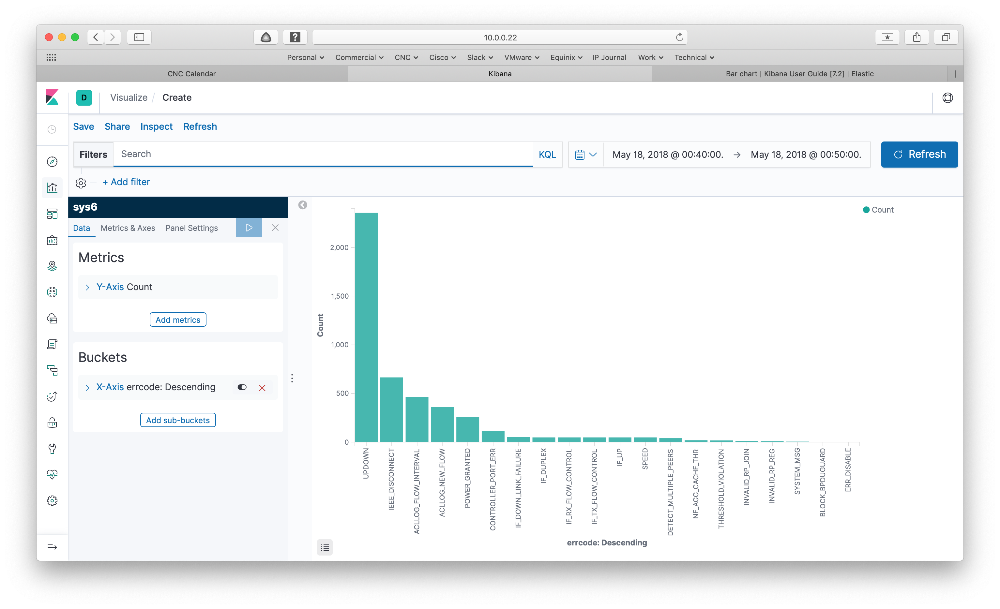 10.0.0.22
Personal Commercial CNC Cisco Slack VMware Equinix IP Journal Work Technical
CNC Calendar
Kibana
Bar chart | Kibana User Guide [7.2] | Elastic
D
Visualize / Create
Save Share Inspect Refresh
Filters Search KQL
May 18, 2018 @ 00:40:00. → May 18, 2018 @ 00:50:00.
Refresh
+ Add filter
sys6
Data Metrics & Axes Panel Settings
Metrics
Y-Axis Count
Add metrics
Buckets
X-Axis errcode: Descending
Add sub-buckets
Count
Count
2,000
1,500
1,000
500
0
UPDOWN
IEEE_DISCONNECT
ACLLOG_FLOW_INTERVAL
ACLLOG_NEW_FLOW
POWER_GRANTED
CONTROLLER_PORT_ERR
IF_DOWN_LINK_FAILURE
IF_DUPLEX
IF_RX_FLOW_CONTROL
IF_TX_FLOW_CONTROL
IF_UP
SPEED
DETECT_MULTIPLE_PEERS
NF_AGG_CACHE_THR
THRESHOLD_VIOLATION
INVALID_RP_JOIN
INVALID_RP_REG
SYSTEM_MSG
BLOCK_BPDUGUARD
ERR_DISABLE
errcode: Descending